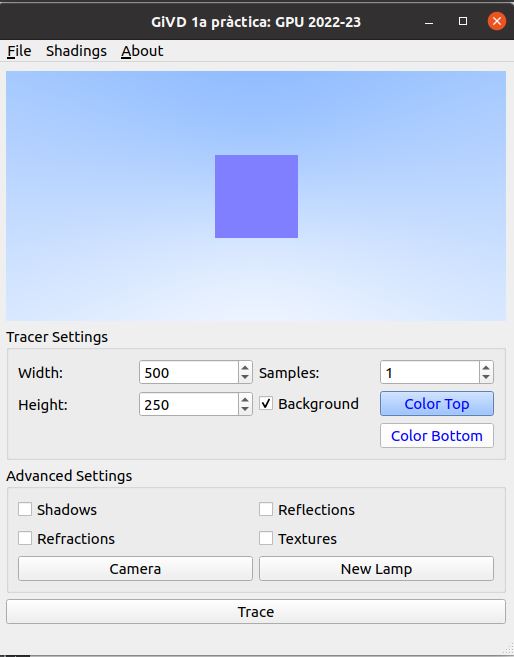 GiVD 1a pràctica: GPU 2022-23
File Shadings About
Tracer Settings
Width: 500 Samples: 1
Height: 250 Background Color Top
Color Bottom
Advanced Settings
Shadows Reflections
Refractions Textures
Camera New Lamp
Trace